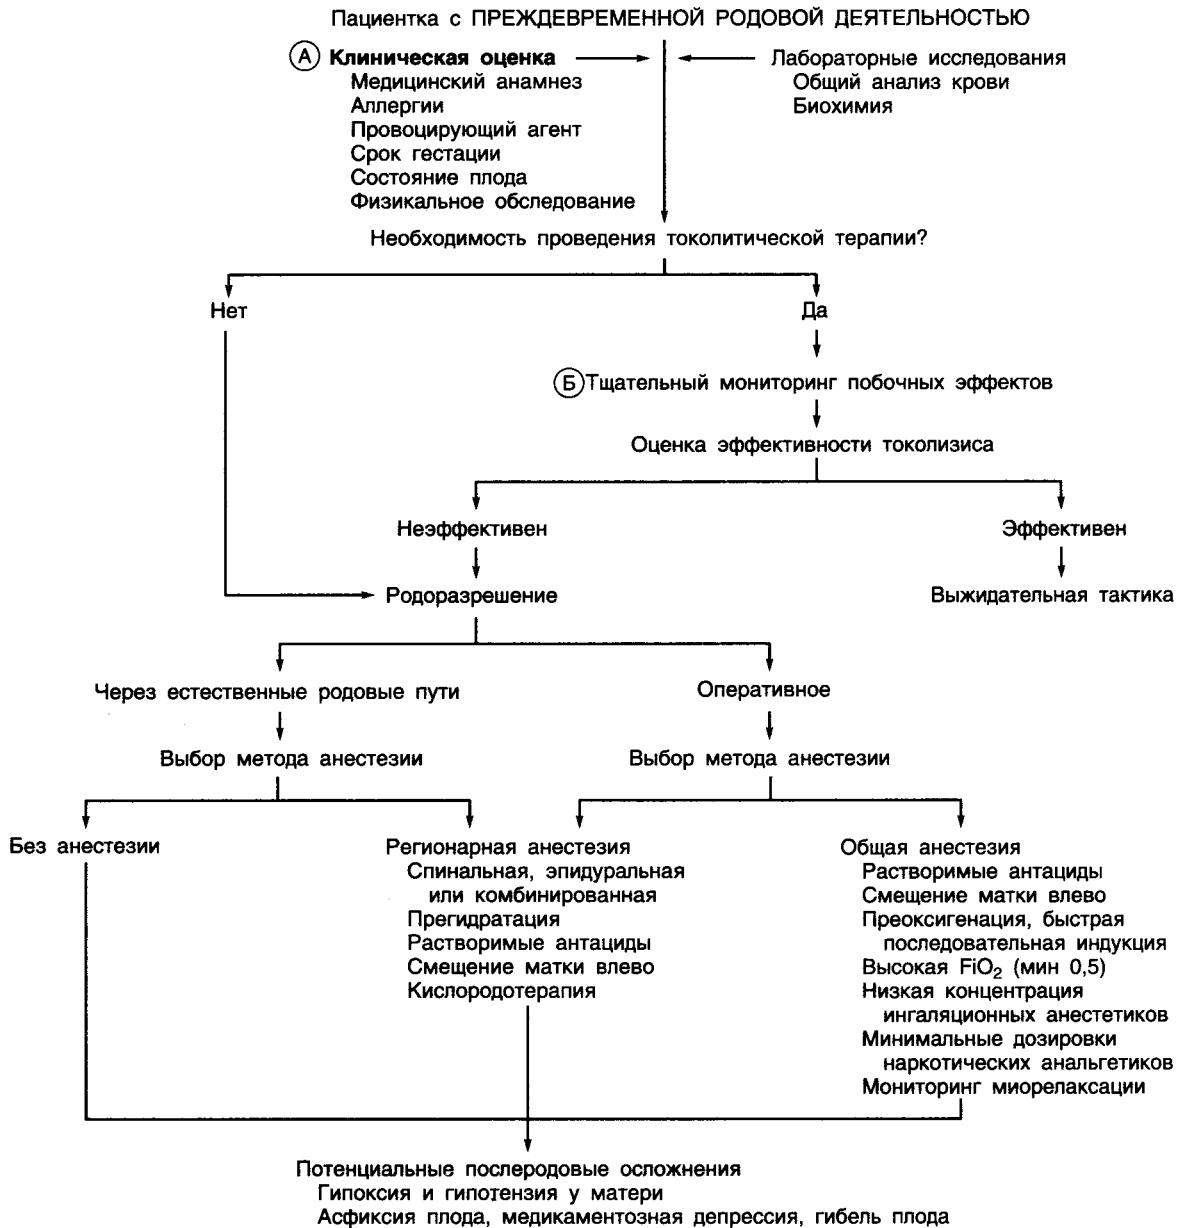 Пациентка с ПРЕЖДЕВРЕМЕННОЙ РОДОВОЙ ДЕЯТЕЛЬНОСТЬЮ
А Клиническая оценка
Медицинский анамнез
Аллергии
Провоцирующий агент
Срок гестации
Состояние плода
Физикальное обследование
Лабораторные исследования
Общий анализ крови
Биохимия
Необходимость проведения токолитической терапии?
Нет
Да
Б Тщательный мониторинг побочных эффектов
Оценка эффективности токолизиса
Неэффективен
Эффективен
Родоразрешение
Выжидательная тактика
Через естественные родовые пути
Оперативное
Выбор метода анестезии
Выбор метода анестезии
Без анестезии
Регионарная анестезия
Спинальная, эпидуральная
или комбинированная
Прегидратация
Растворимые антациды
Смещение матки влево
Кислородотерапия
Общая анестезия
Растворимые антациды
Смещение матки влево
Преоксигенация, быстрая
последовательная индукция
Высокая FiO₂ (мин 0,5)
Низкая концентрация
ингаляционных анестетиков
Минимальные дозировки
наркотических анальгетиков
Мониторинг миорелаксации
Потенциальные послеродовые осложнения
Гипоксия и гипотензия у матери
Асфиксия плода, медикаментозная депрессия, гибель плода